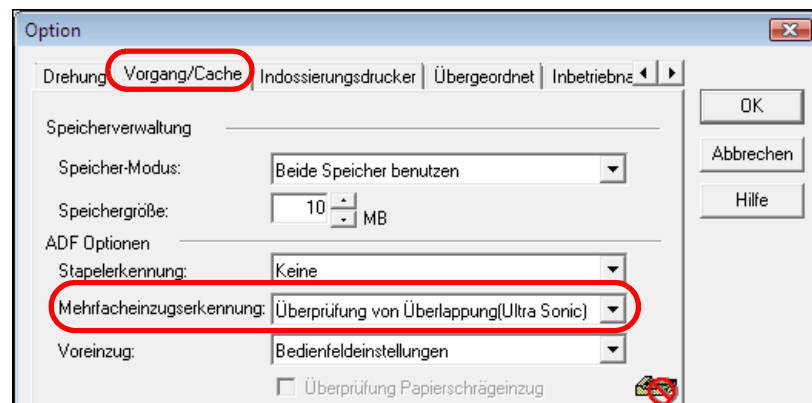 Option
Drehung Vorgang/Cache Indossierungsdrucker Übergeordnet Inbetriebna
OK
Speicherverwaltung
Abbrechen
Speicher-Modus: Beide Speicher benutzen
Hilfe
Speichergröße: 10 MB
ADF Optionen
Stapelerkennung: Keine
Mehrfacheinzugserkennung: Überprüfung von Überlappung(Ultra Sonic)
Voreinzug: Bedienfeldeinstellungen
Überprüfung Papierschrägeinzug